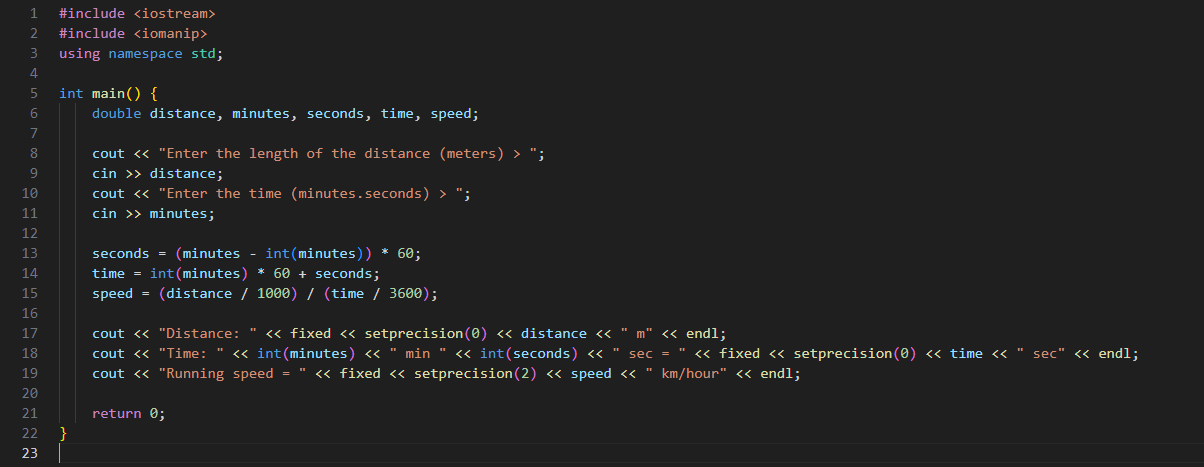 1 #include <iostream>
2 #include <iomanip>
3 using namespace std;
4
5 int main() {
6     double distance, minutes, seconds, time, speed;
7
8     cout << "Enter the length of the distance (meters) > ";
9     cin >> distance;
10     cout << "Enter the time (minutes.seconds) > ";
11     cin >> minutes;
12
13     seconds = (minutes - int(minutes)) * 60;
14     time = int(minutes) * 60 + seconds;
15     speed = (distance / 1000) / (time / 3600);
16
17     cout << "Distance: " << fixed << setprecision(0) << distance << " m" << endl;
18     cout << "Time: " << int(minutes) << " min " << int(seconds) << " sec = " << fixed << setprecision(0) << time << " sec" << endl;
19     cout << "Running speed = " << fixed << setprecision(2) << speed << " km/hour" << endl;
20
21     return 0;
22 }
23